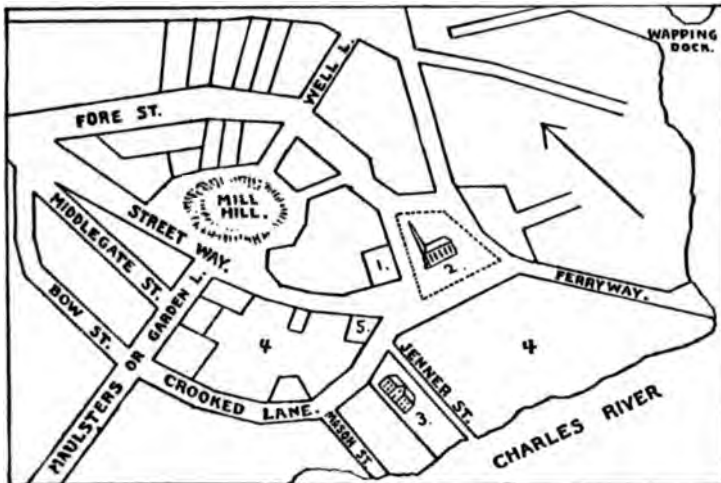 WAPPING
DOCK.
WELL L.
FORE ST.
MILL
HILL.
STREET WAY.
MIDDLEGATE ST.
BOW ST.
MAULSTERS OR GARDEN L.
CROOKED LANE.
MASON ST.
JENNER ST.
FERRYWAY.
CHARLES RIVER
1.
2.
3.
4
4
5.